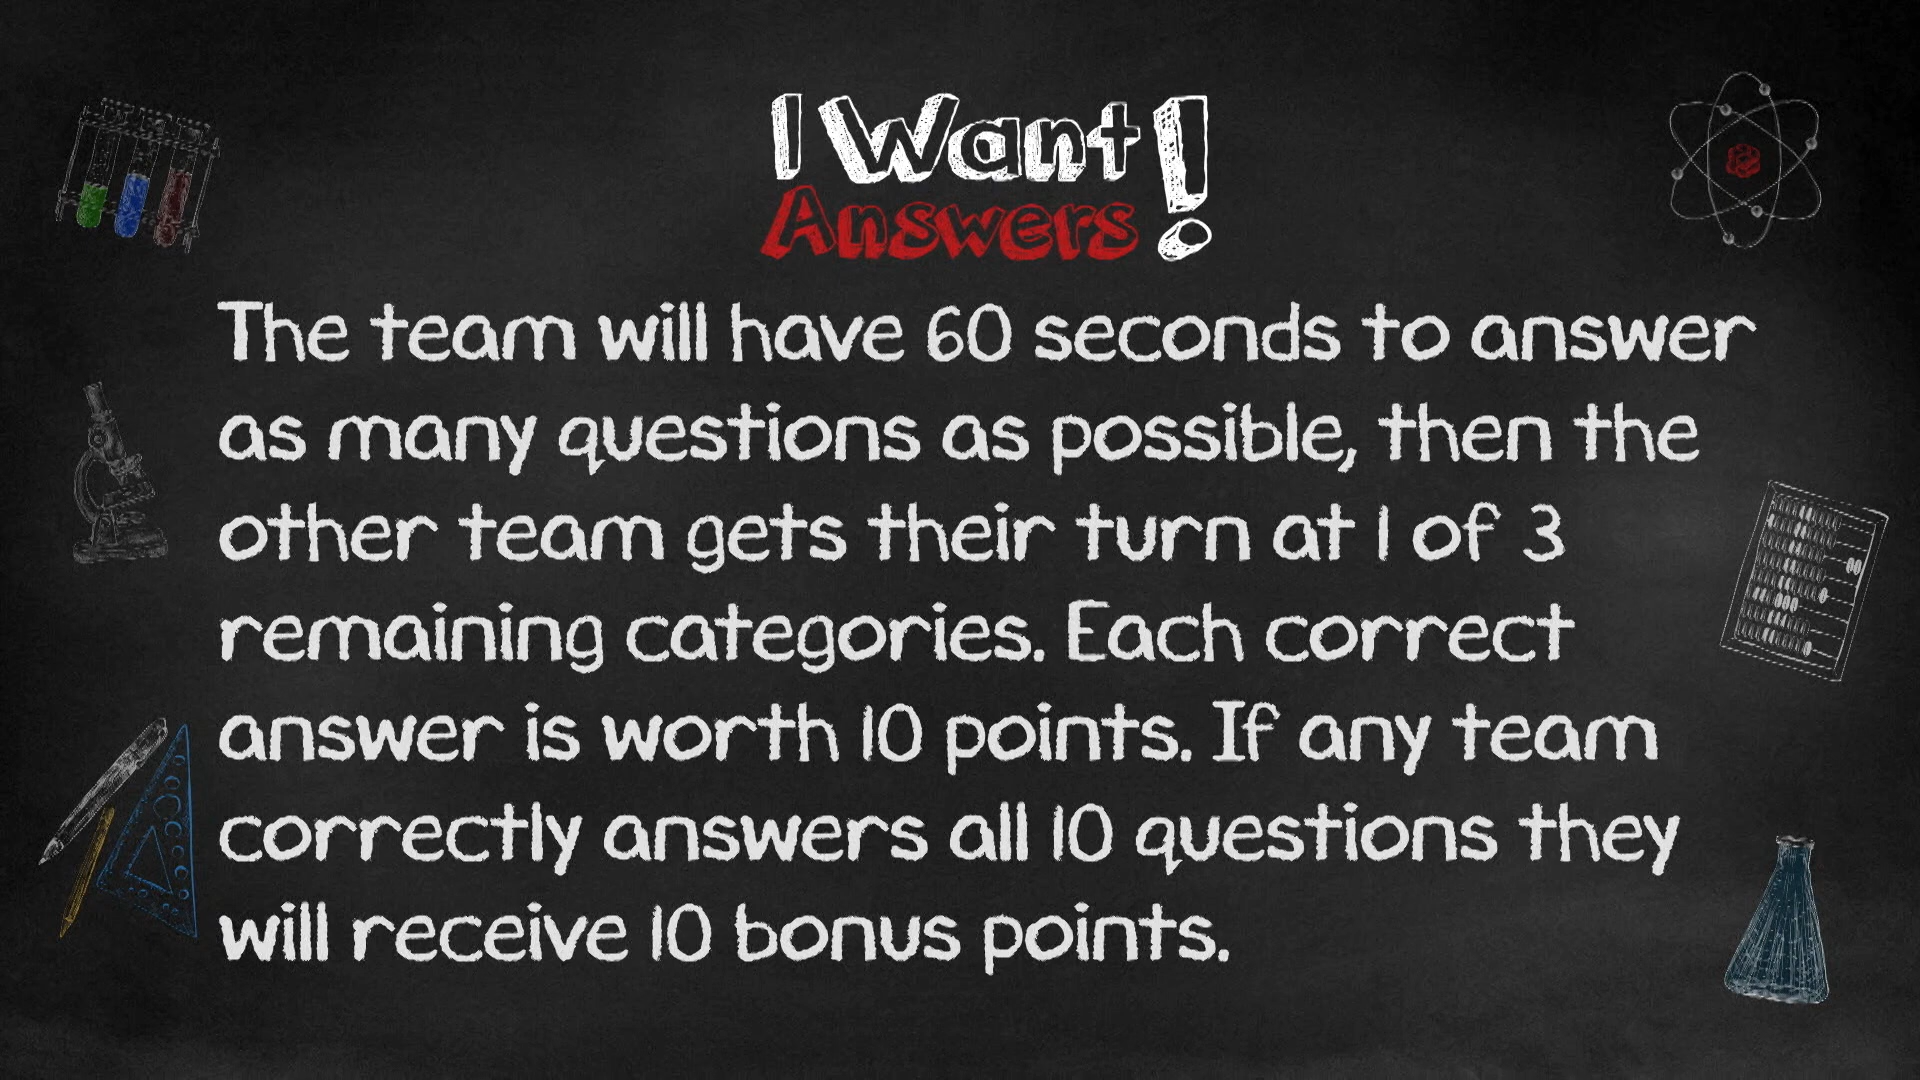 I Want!
Answers
The team will have 60 seconds to answer
as many questions as possible, then the
other team gets their turn at 1 of 3
remaining categories. Each correct
answer is worth 10 points. If any team
correctly answers all 10 questions they
will receive 10 bonus points.